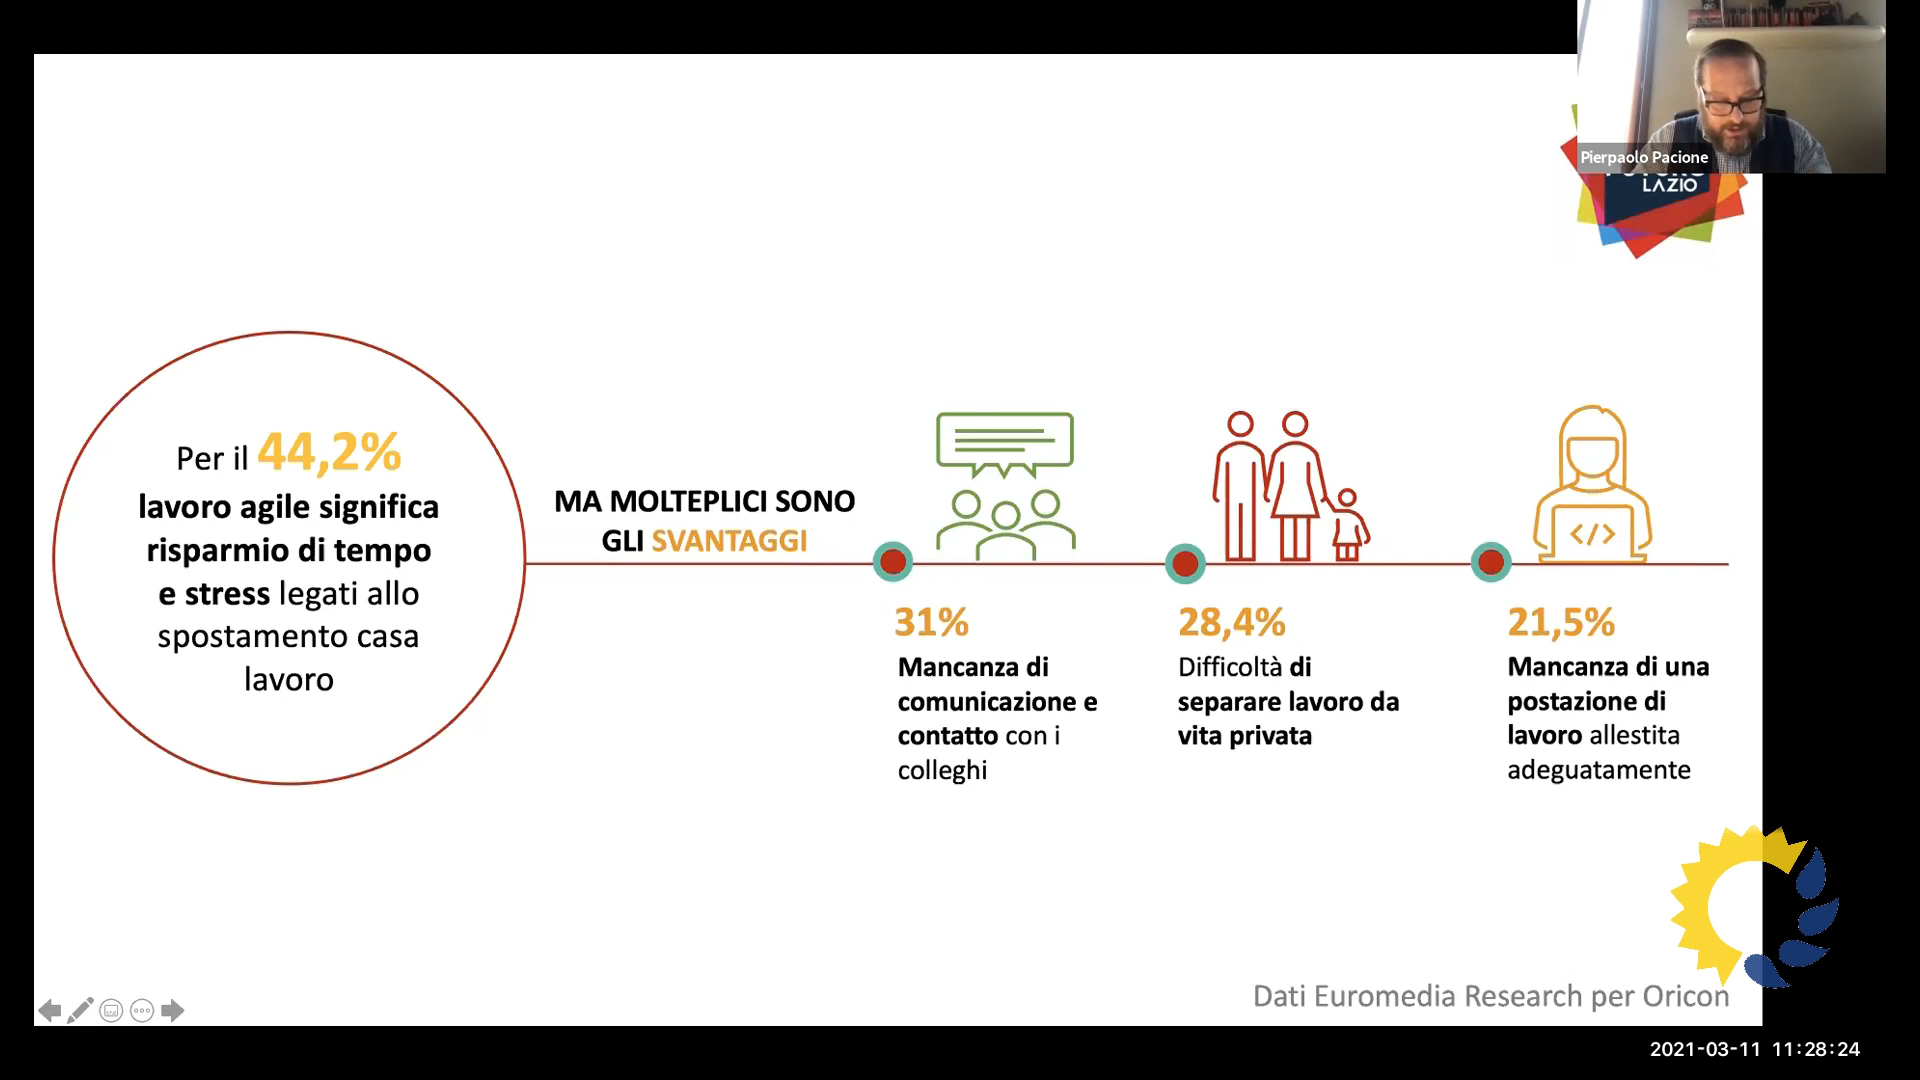 Pierpaolo Pacione
LAZIO
Per il 44,2%
lavoro agile significa
risparmio di tempo
e stress legati allo
spostamento casa
lavoro
MA MOLTEPLICI SONO
GLI SVANTAGGI
</>
31%
Mancanza di
comunicazione e
contatto con i
colleghi
28,4%
Difficoltà di
separare lavoro da
vita privata
21,5%
Mancanza di una
postazione di
lavoro allestita
adeguatamente
Dati Euromedia Research per Oricon
2021-03-11 11:28:24